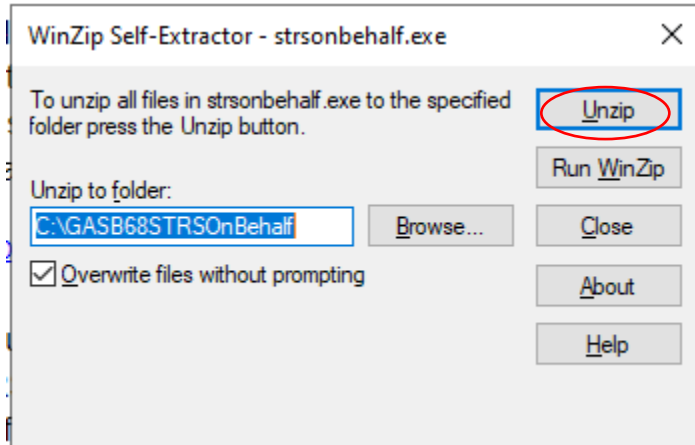 WinZip Self-Extractor - strsonbehalf.exe
To unzip all files in strsonbehalf.exe to the specified
folder press the Unzip button.
Unzip to folder:
C:\GASB68STRSOnBehalf
Browse...
Overwrite files without prompting
Unzip
Run WinZip
Close
About
Help